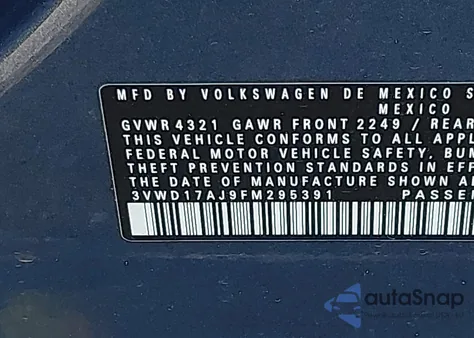 MFD BY VOLKSWAGEN DE MEXICO S
MEXICO
GVWR 4321 GAWR FRONT 2249 / REAR
THIS VEHICLE CONFORMS TO ALL APPL
FEDERAL MOTOR VEHICLE SAFETY, BUM
THEFT PREVENTION STANDARDS IN EFF
THE DATE OF MANUFACTURE SHOWN A
3VWD17AJ9FM295391 PASSE
autoSnap